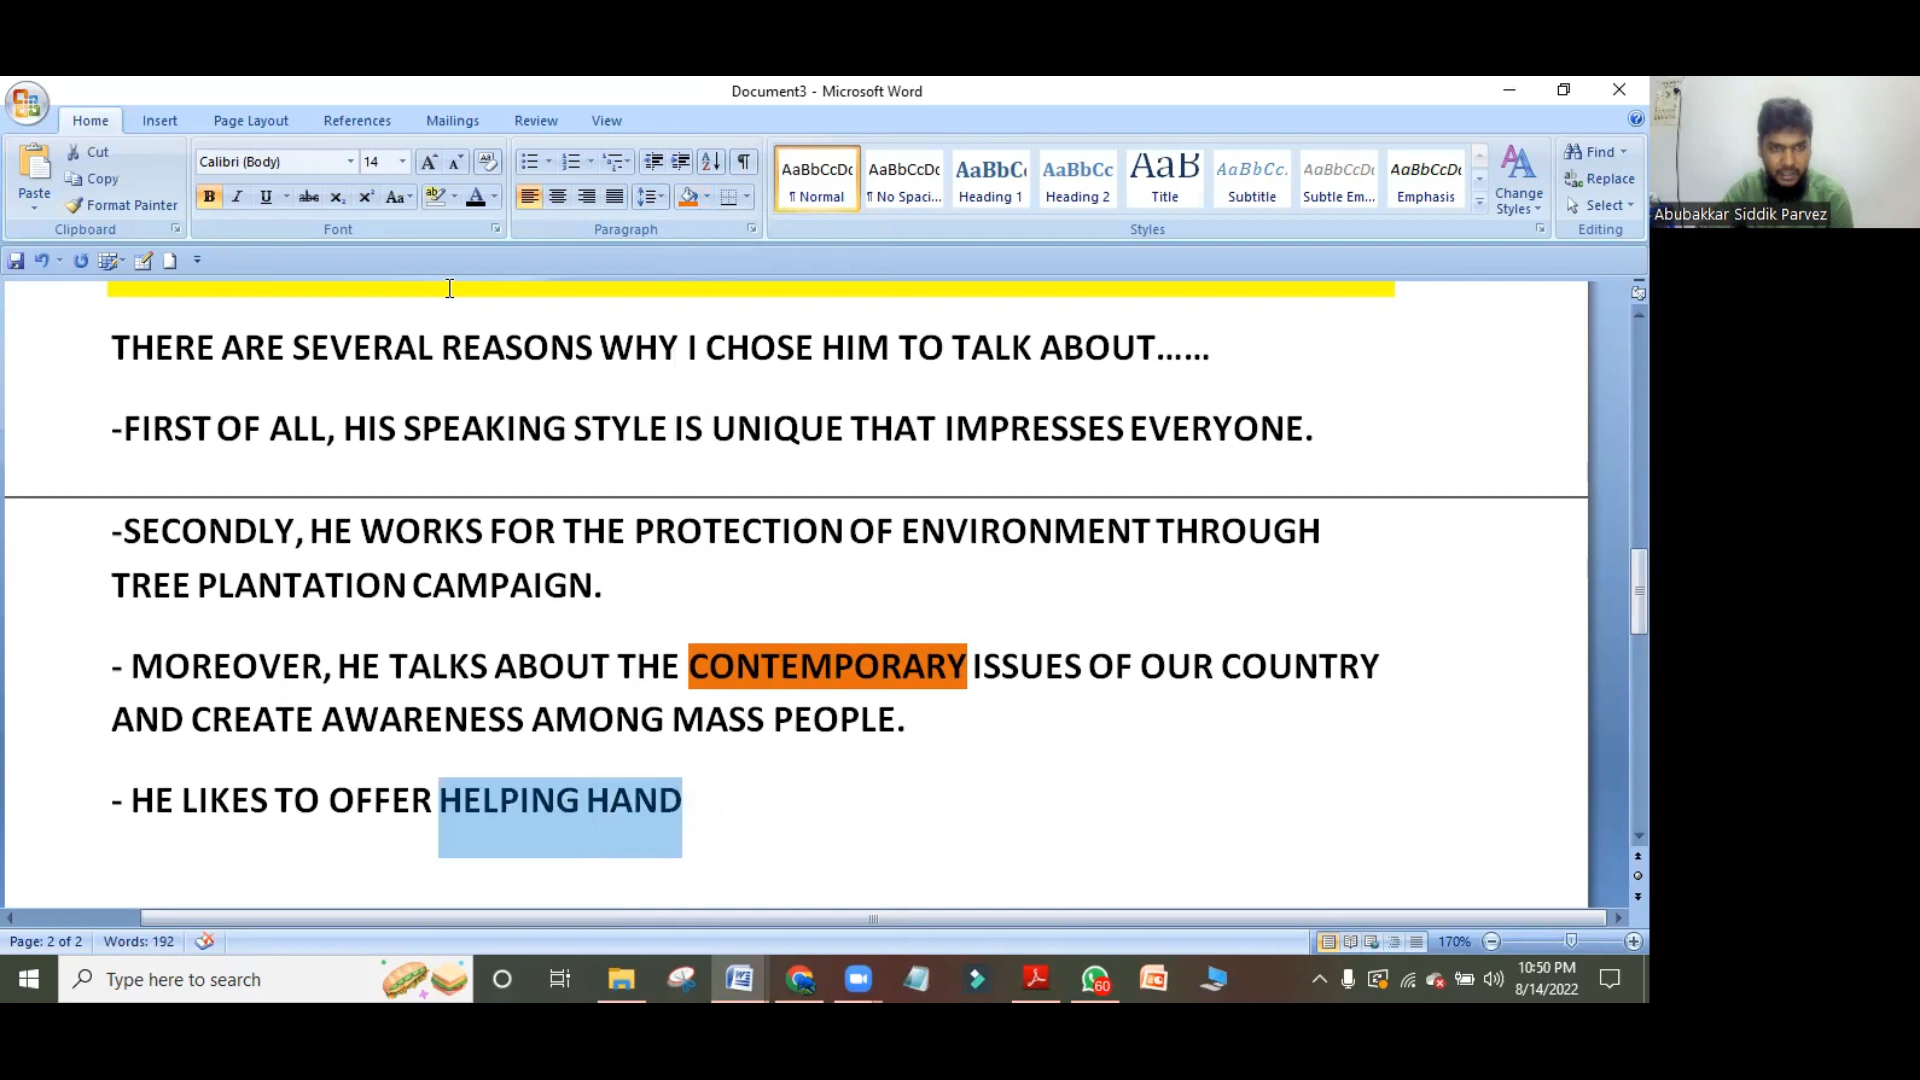 Document3 - Microsoft Word
Home Insert Page Layout References Mailings Review View
Paste
Cut
Copy
Format Painter
Clipboard
Calibri (Body) 14
Font
Paragraph
AaBbCcDc AaBbCcDc AaBbC AaBbCc AaB AaBbCc. AaBbCcDc AaBbCcDc
¶ Normal ¶ No Spaci... Heading 1 Heading 2 Title Subtitle Subtle Em... Emphasis
Change
Styles
Styles
Find
Replace
Select
Editing
Abubakkar Siddik Parvez
THERE ARE SEVERAL REASONS WHY I CHOSE HIM TO TALK ABOUT……
-FIRST OF ALL, HIS SPEAKING STYLE IS UNIQUE THAT IMPRESSES EVERYONE.
-SECONDLY, HE WORKS FOR THE PROTECTION OF ENVIRONMENT THROUGH
TREE PLANTATION CAMPAIGN.
- MOREOVER, HE TALKS ABOUT THE CONTEMPORARY ISSUES OF OUR COUNTRY
AND CREATE AWARENESS AMONG MASS PEOPLE.
- HE LIKES TO OFFER HELPING HAND
Page: 2 of 2 Words: 192 170%
Type here to search
60
10:50 PM
8/14/2022